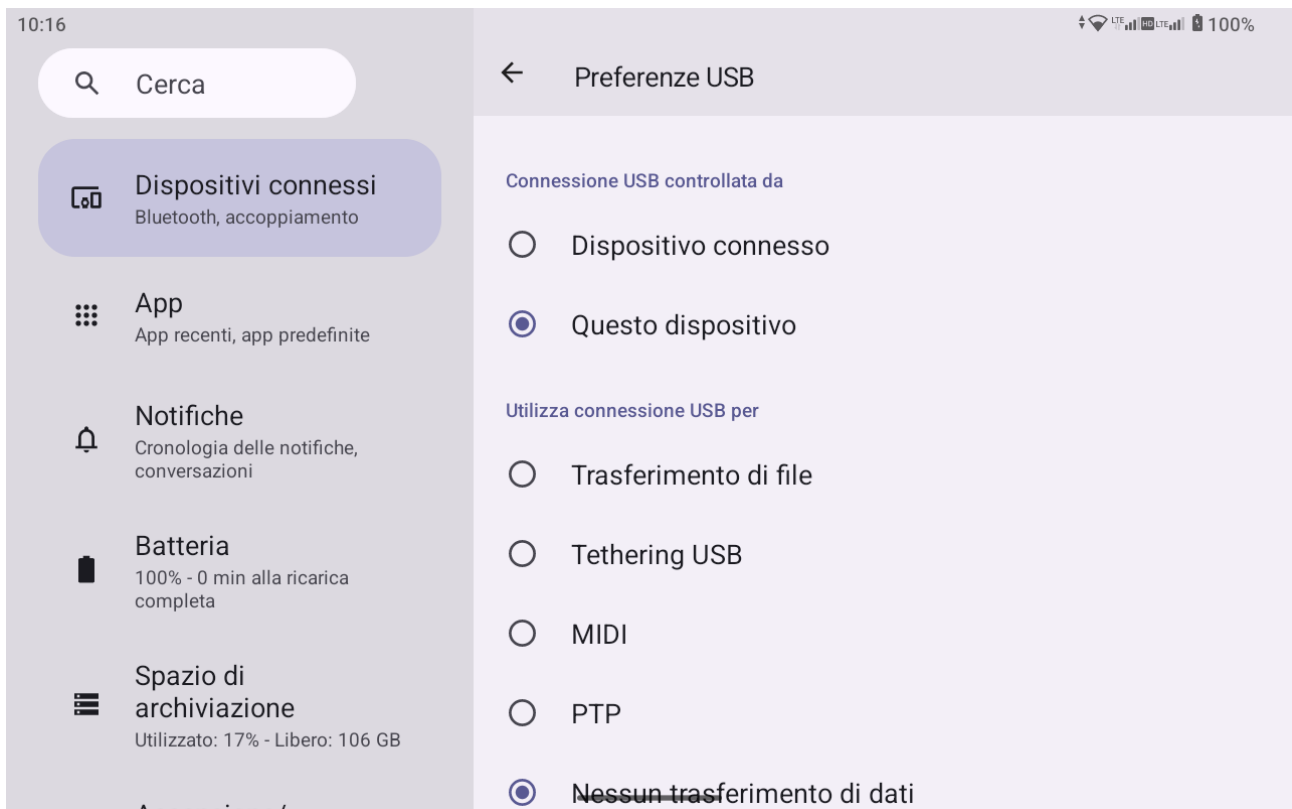 10:16
LTE HD LTE 100%
Cerca
Preferenze USB
Dispositivi connessi
Bluetooth, accoppiamento
App
App recenti, app predefinite
Notifiche
Cronologia delle notifiche,
conversazioni
Batteria
100% - 0 min alla ricarica
completa
Spazio di
archiviazione
Utilizzato: 17% - Libero: 106 GB
Connessione USB controllata da
Dispositivo connesso
Questo dispositivo
Utilizza connessione USB per
Trasferimento di file
Tethering USB
MIDI
PTP
Nessun trasferimento di dati